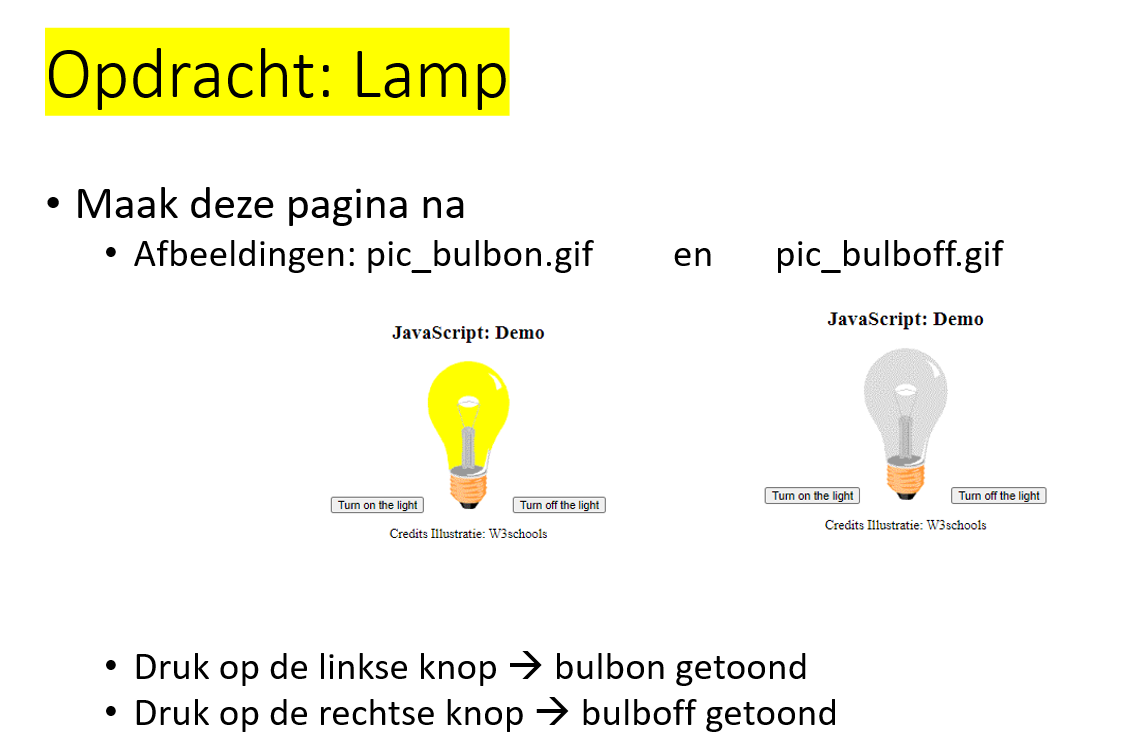 Opdracht: Lamp
• Maak deze pagina na
• Afbeeldingen: pic_bulbon.gif en pic_bulboff.gif
JavaScript: Demo
Turn on the light Turn off the light
Credits Illustratie: W3schools
JavaScript: Demo
Turn on the light Turn off the light
Credits Illustratie: W3schools
• Druk op de linkse knop → bulbon getoond
• Druk op de rechtse knop → bulboff getoond